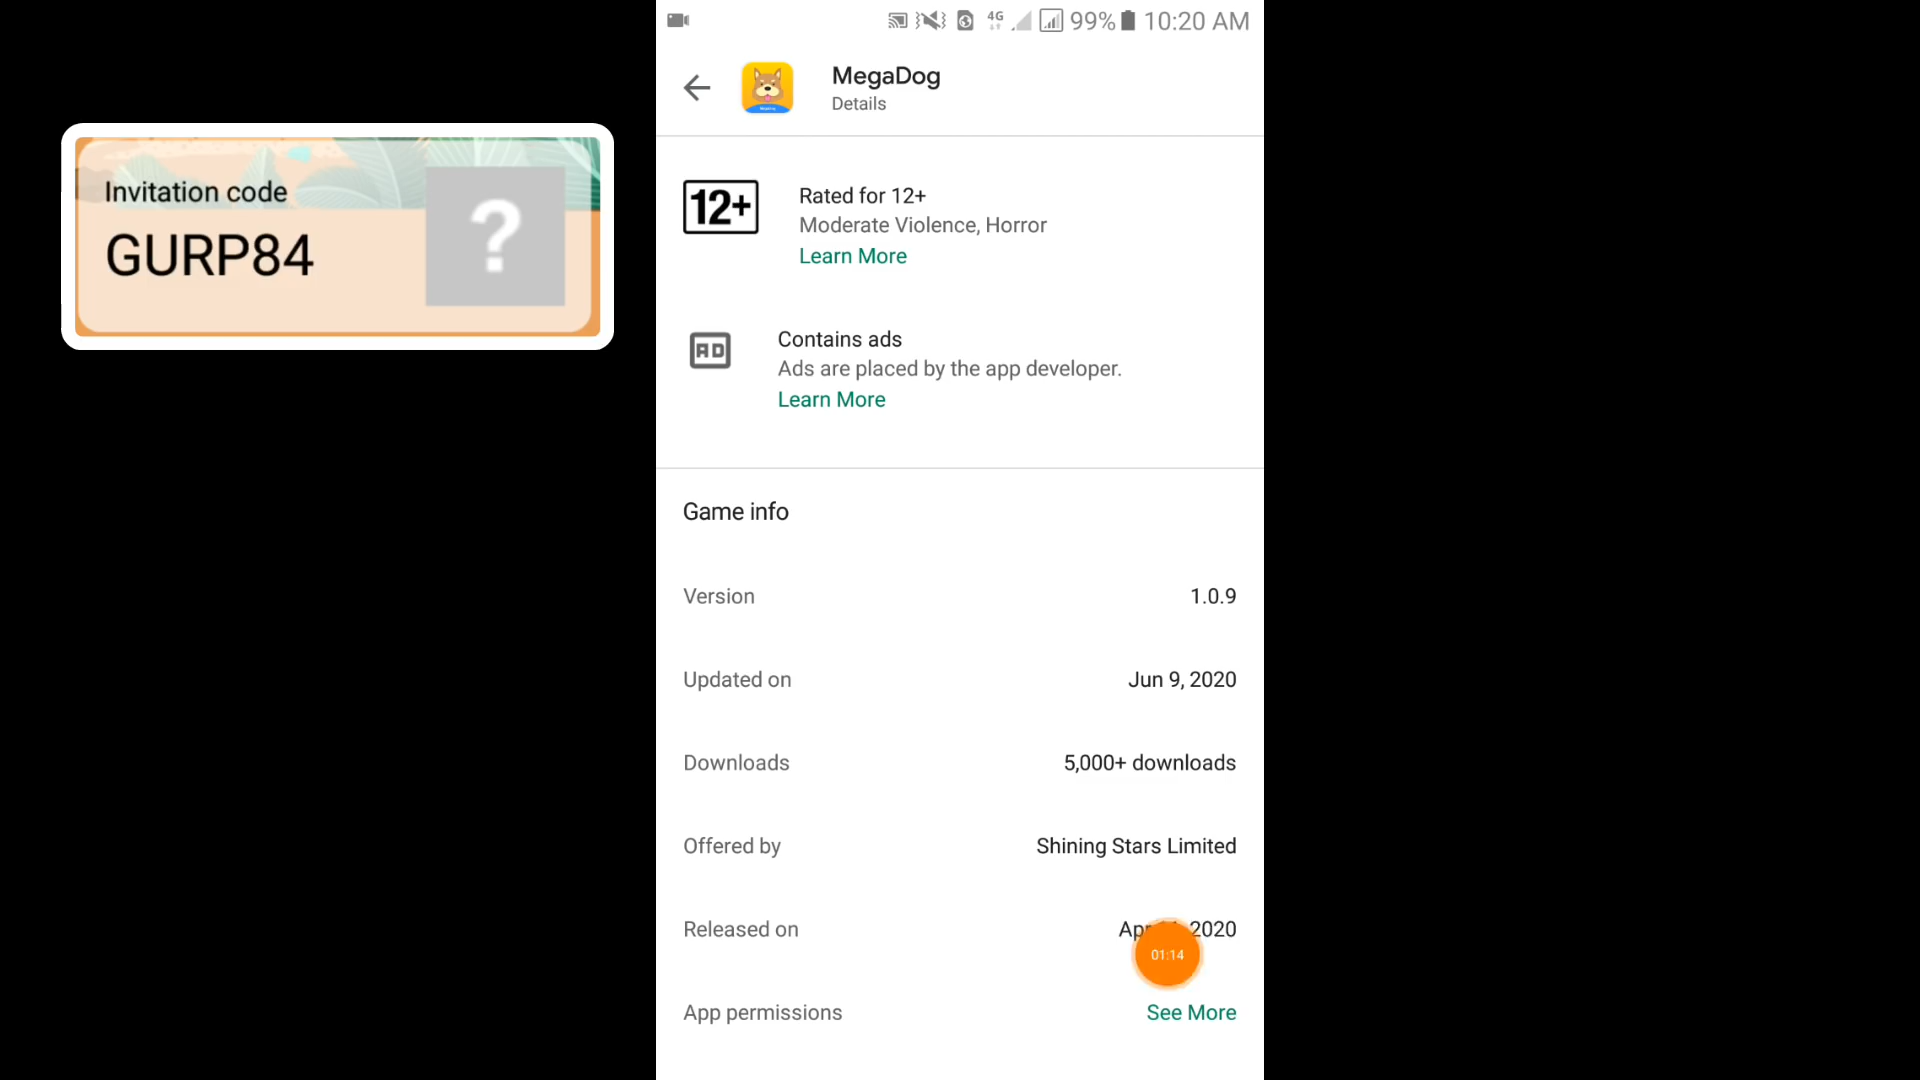 Invitation code
GURP84
4G 99% 10:20 AM
MegaDog
Details
12+
Rated for 12+
Moderate Violence, Horror
Learn More
AD
Contains ads
Ads are placed by the app developer.
Learn More
Game info
Version 1.0.9
Updated on Jun 9, 2020
Downloads 5,000+ downloads
Offered by Shining Stars Limited
Released on Apr 2020
01:14
App permissions See More